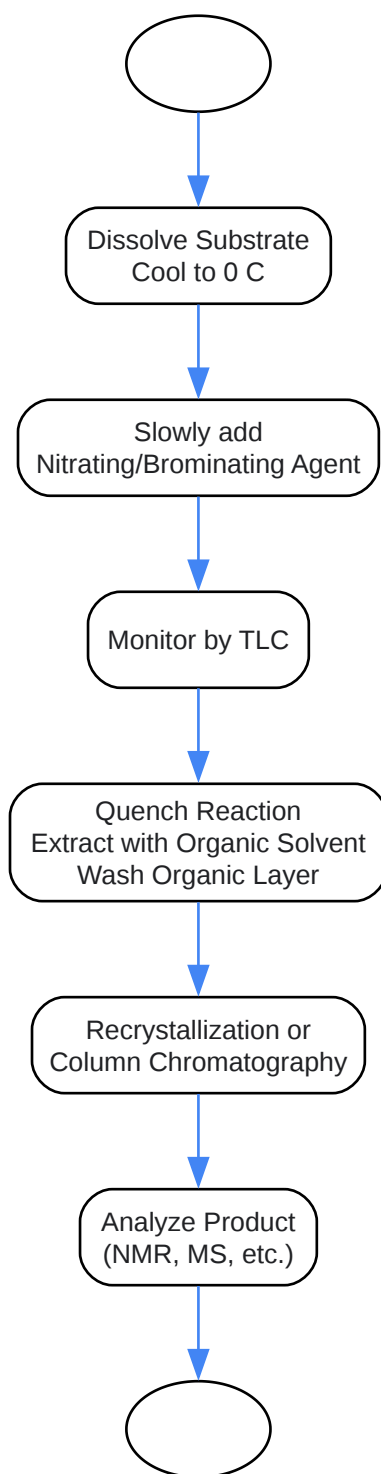 Dissolve Substrate
Cool to 0 C
Slowly add
Nitrating/Brominating Agent
Monitor by TLC
Quench Reaction
Extract with Organic Solvent
Wash Organic Layer
Recrystallization or
Column Chromatography
Analyze Product
(NMR, MS, etc.)